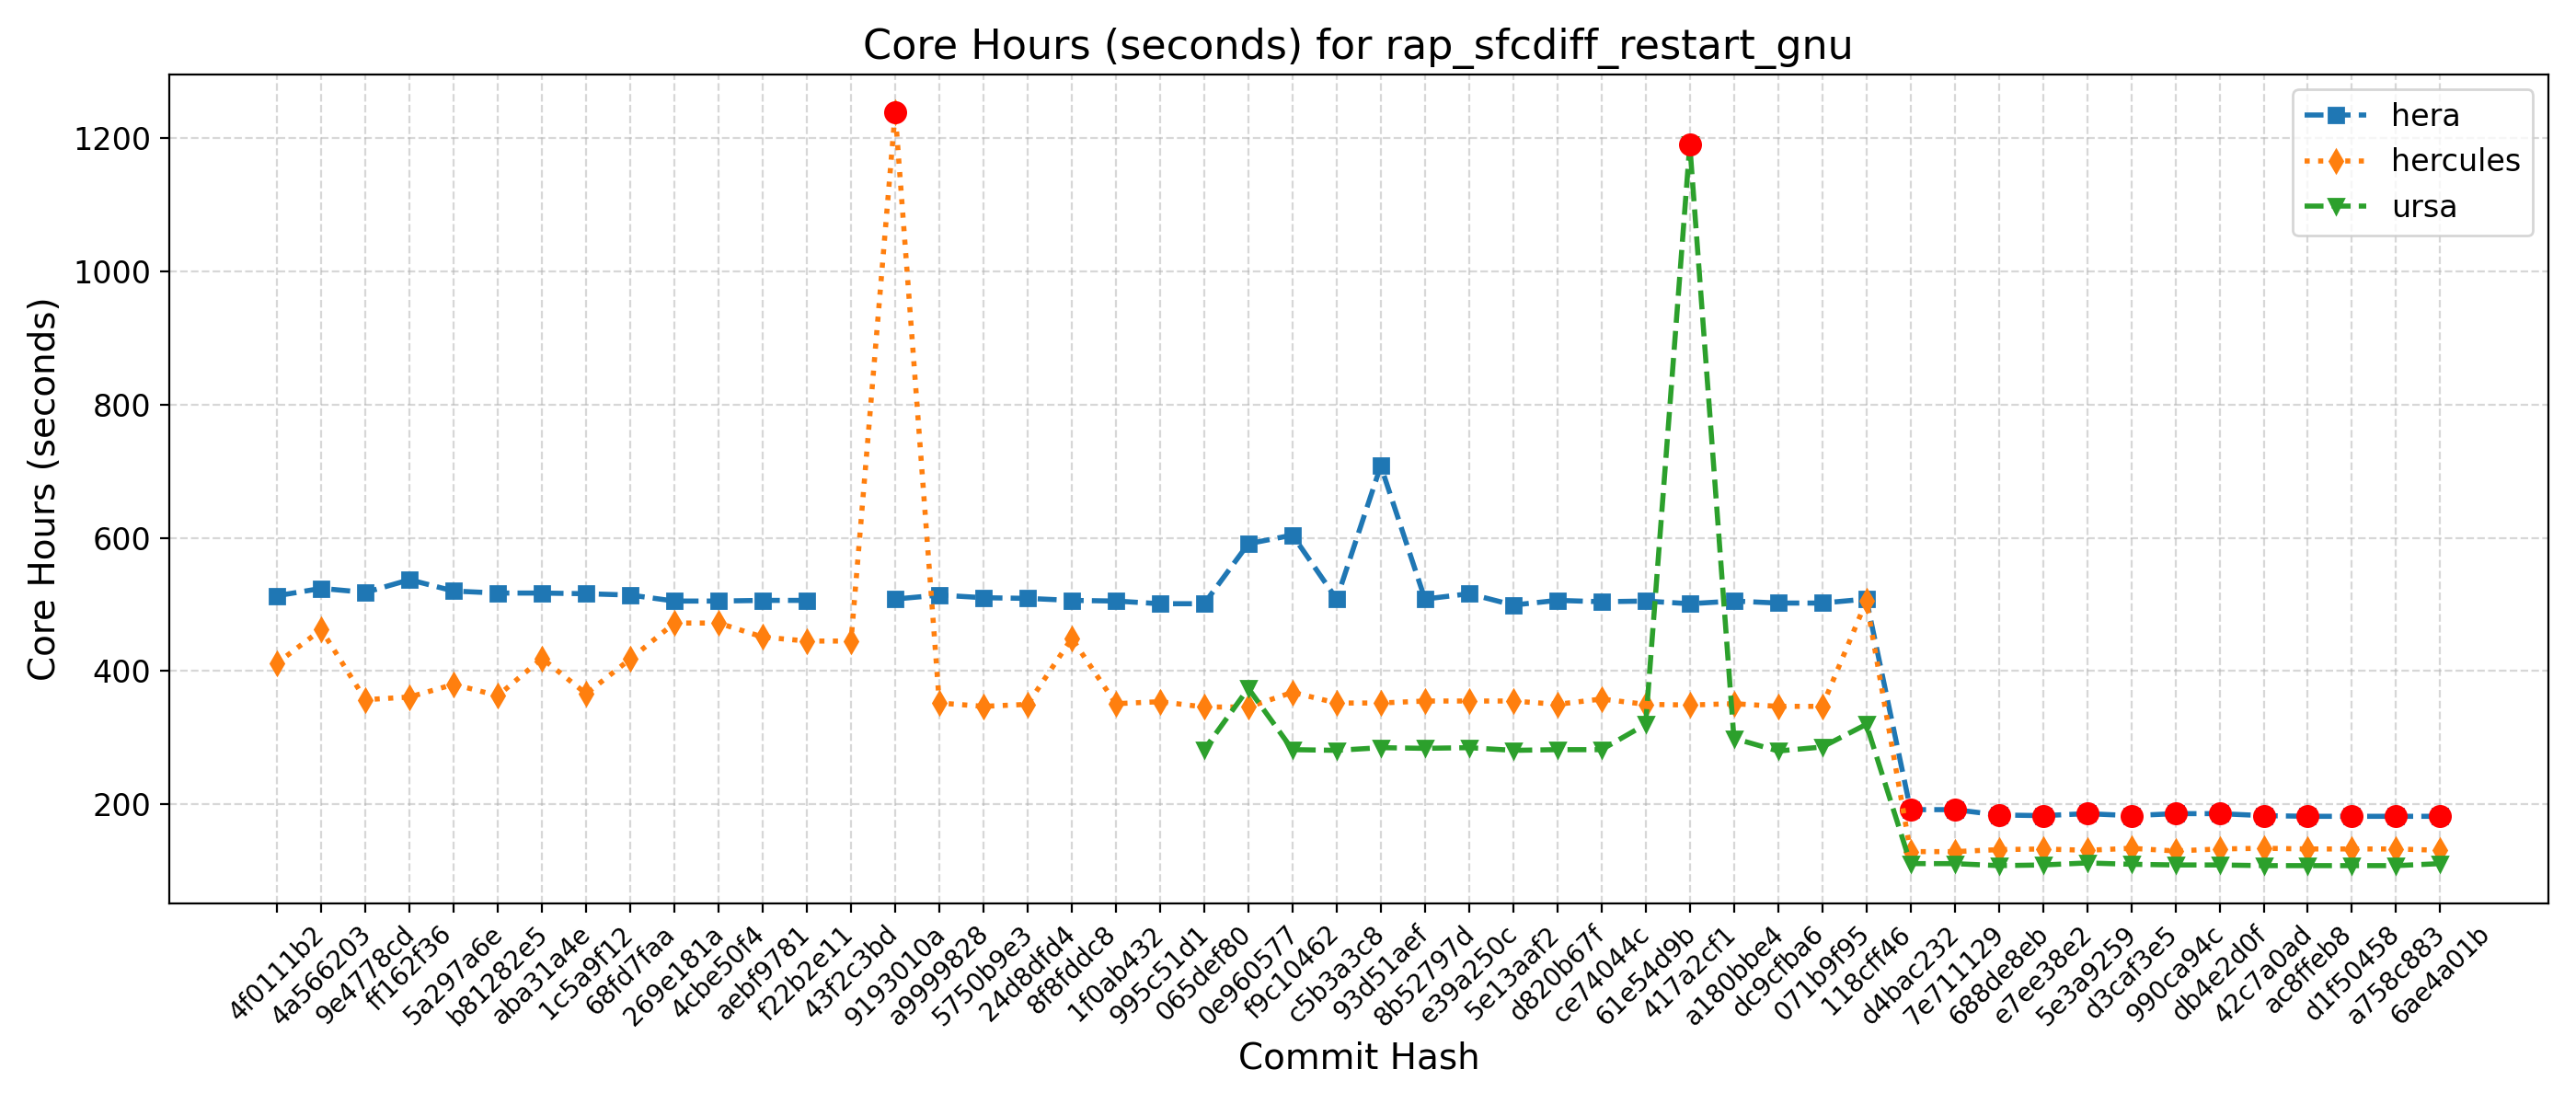 Core Hours (seconds) for rap_sfcdiff_restart_gnu
hera
hercules
ursa
Core Hours (seconds)
1200
1000
800
600
400
200
4f0111b2
4a566203
9e4778cd
ff162f36
5a297a6e
b81282e5
aba31a4e
1c5a9f12
68fd7faa
269e181a
4cbe50f4
aebf9781
f22b2e11
43f2c3bd
9193010a
a9999828
5750b9e3
24d8dfd4
8f8fddc8
1f0ab432
995c51d1
065def80
0e960577
f9c10462
c5b3a3c8
93d51aef
8b52797d
e39a250c
5e13aaf2
d820b67f
ce74044c
61e54d9b
417a2cf1
a180bbe4
dc9cfba6
071b9f95
118cff46
d4bac232
7e711129
688de8eb
e7ee38e2
5e3a9259
d3caf3e5
990ca94c
db4e2d0f
42c7a0ad
ac8ffeb8
d1f50458
a758c883
6ae4a01b
Commit Hash